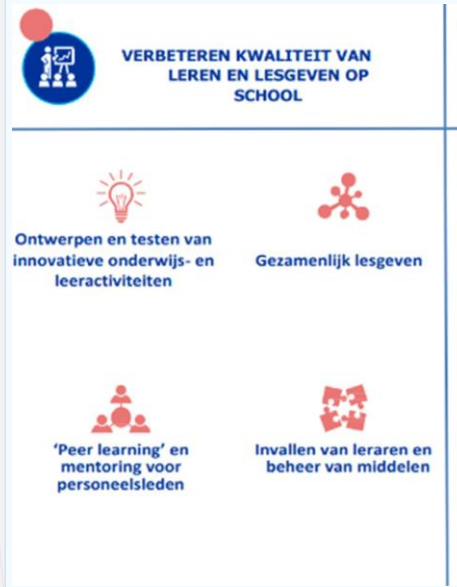 VERBETEREN KWALITEIT VAN
LEREN EN LESGEVEN OP
SCHOOL
Ontwerpen en testen van
innovatieve onderwijs- en
leeractiviteiten
Gezamenlijk lesgeven
‘Peer learning’ en
mentoring voor
personeelsleden
Invallen van leraren en
beheer van middelen